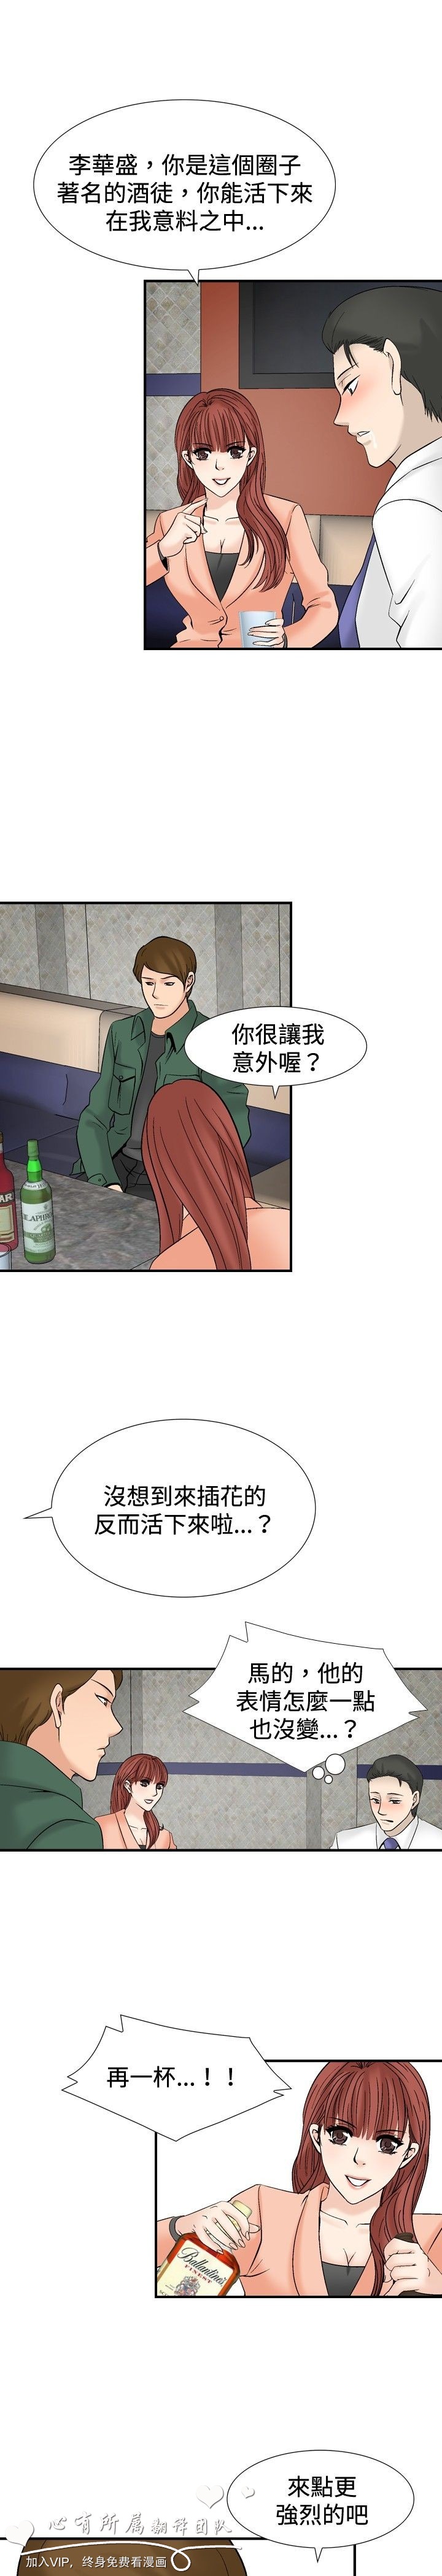 李華盛，你是這個圈子
著名的酒徒，你能活下來
在我意料之中...
你很讓我
意外喔？
LAPHR
沒想到來插花的
反而活下來啦...？
馬的，他的
表情怎麼一點
也沒變...？
再一杯...！！
Ballantine's
FINEST
來點更
強烈的吧
心有所属翻译团队
加入VIP，终身免费看漫画